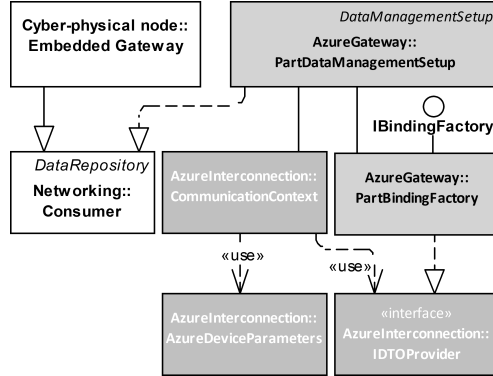 Cyber-physical node::
Embedded Gateway
DataManagementSetup
AzureGateway::
PartDataManagementSetup
IBindingFactory
DataRepository
Networking::
Consumer
AzureInterconnection::
CommunicationContext
AzureGateway::
PartBindingFactory
«use»
«use»
AzureInterconnection::
AzureDeviceParameters
«interface»
AzureInterconnection::
IDTOProvider